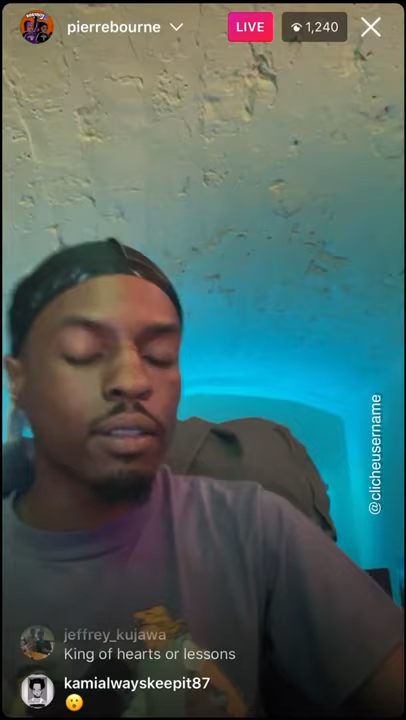 pierrebourne
LIVE
1,240
@clicheusername
jeffrey_kujawa
King of hearts or lessons
kamialwayskeepit87
😮